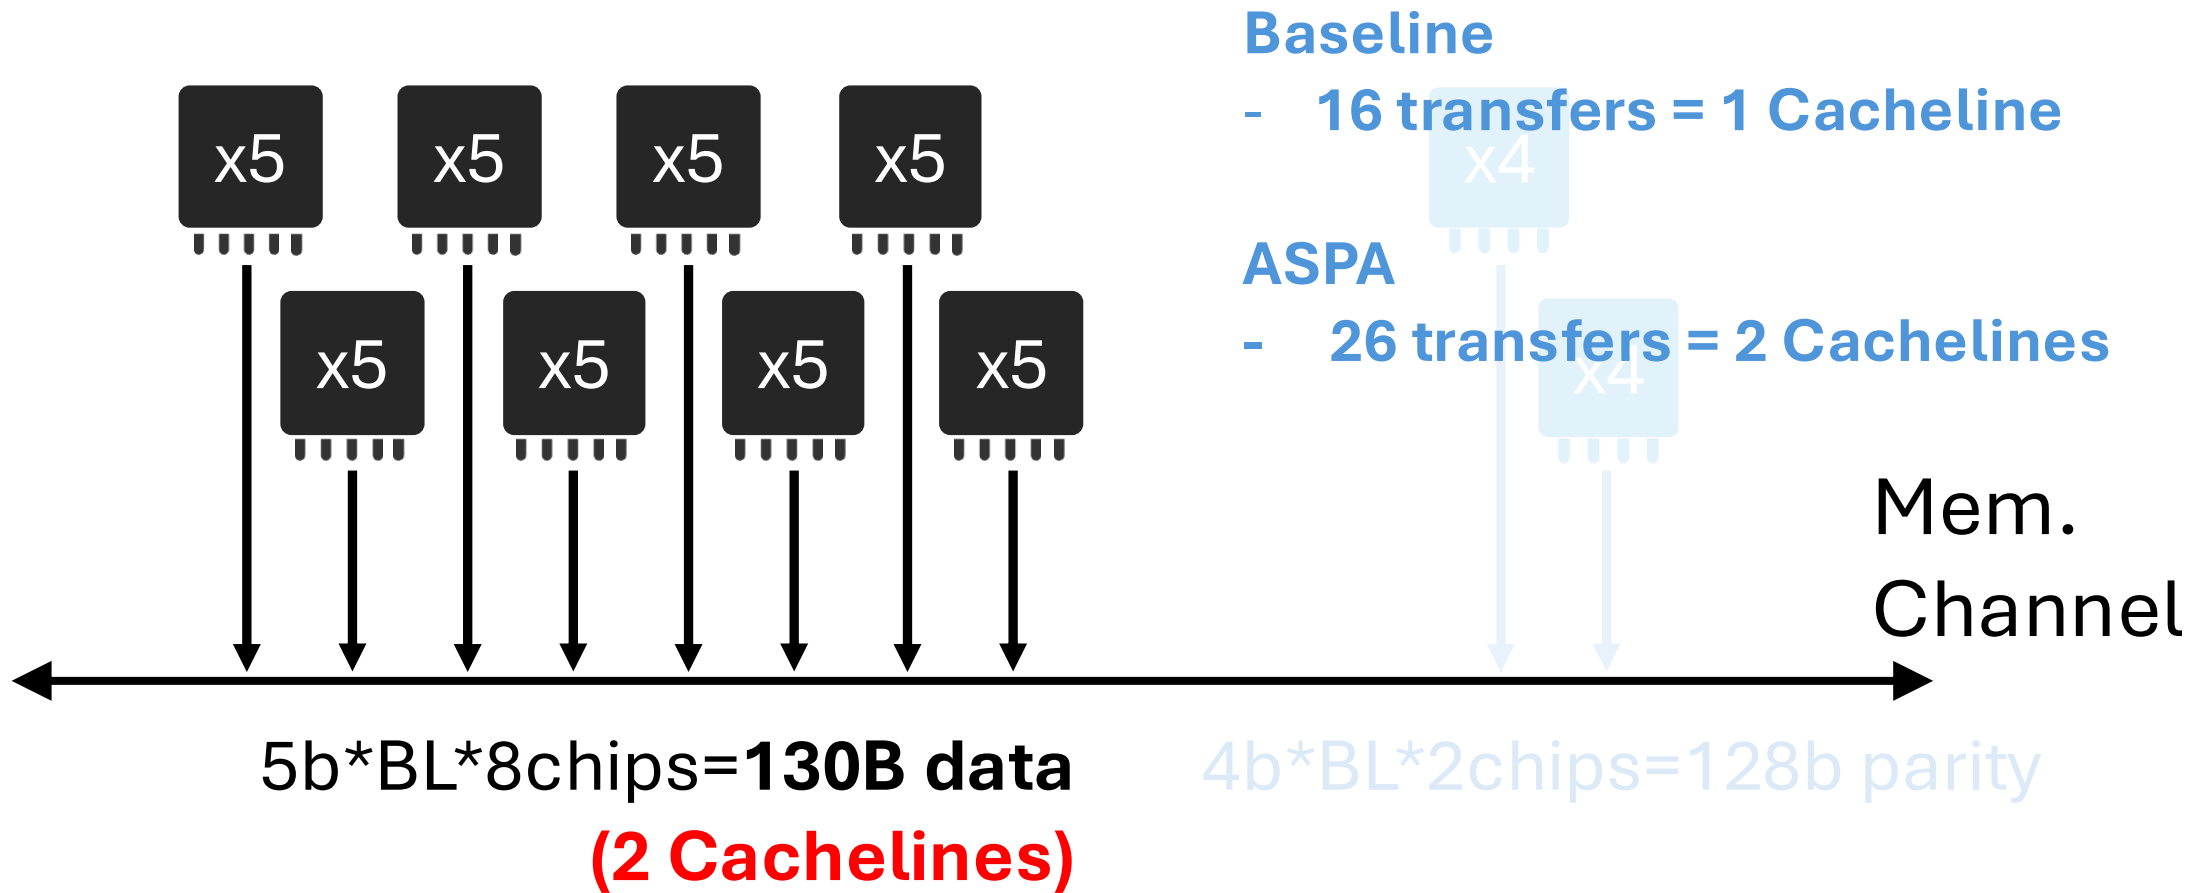 Baseline
- 16 transfers = 1 Cacheline
x5 x5 x5 x5 x4
ASPA
- 26 transfers = 2 Cachelines
x5 x5 x5 x5 x4
Mem.
Channel
5b*BL*8chips=130B data
(2 Cachelines)
4b*BL*2chips=128b parity